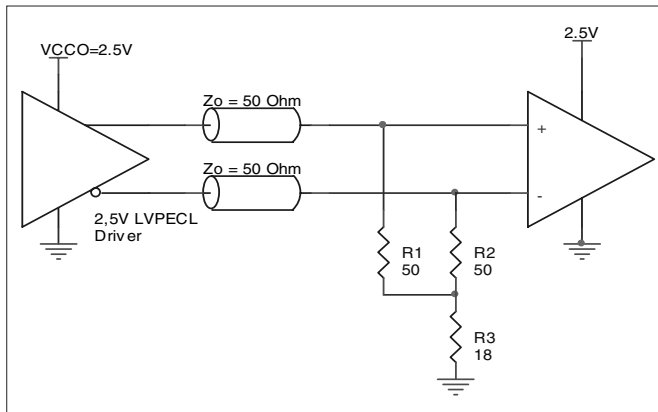 VCCO=2.5V
2.5V
Zo = 50 Ohm
+
Zo = 50 Ohm
-
2,5V LVPECL
Driver
R1
50
R2
50
R3
18